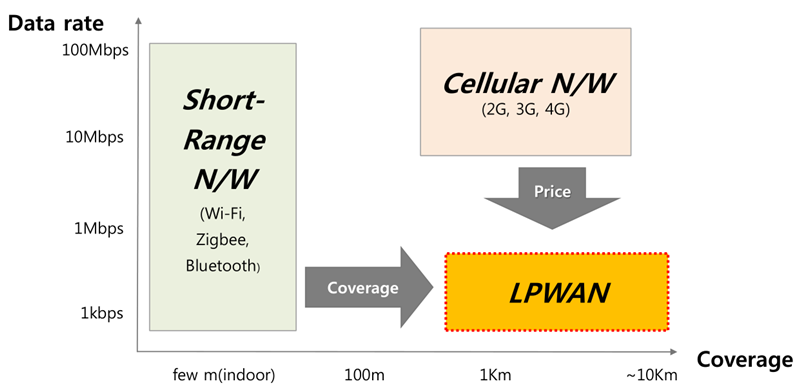 Data rate
100Mbps
10Mbps
1Mbps
1kbps
Short-
Range
N/W
(Wi-Fi,
Zigbee,
Bluetooth)
Cellular N/W
(2G, 3G, 4G)
Price
Coverage
LPWAN
few m(indoor)
100m
1Km
~10Km
Coverage